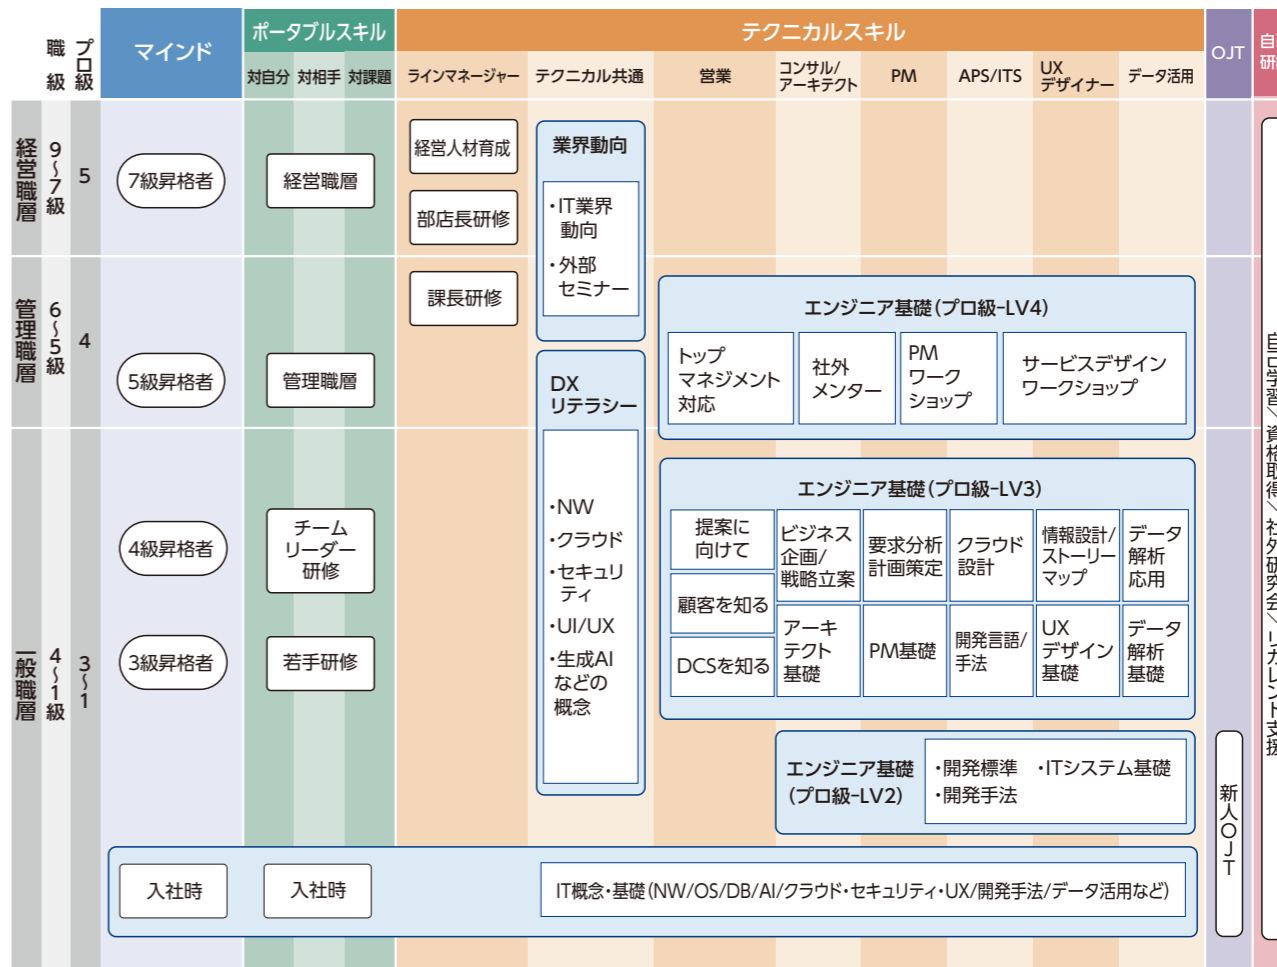 職級
プロ級
マインド
ポータブルスキル
対自分
対相手
対課題
テクニカルスキル
ラインマネージャー
テクニカル共通
営業
コンサル/
アーキテクト
PM
APS/ITS
UX
デザイナー
データ活用
OJT
経営職層
9〜7級
5
7級昇格者
経営職層
経営人材育成
部店長研修
業界動向
・IT業界
動向
・外部
セミナー
管理職層
6〜5級
4
5級昇格者
管理職層
課長研修
エンジニア基礎(プロ級-LV4)
トップ
マネジメント
対応
社外
メンター
PM
ワーク
ショップ
サービスデザイン
ワークショップ
DX
リテラシー
・NW
・クラウド
・セキュリ
ティ
・UI/UX
・生成AI
などの
概念
一般職層
4〜1級
3〜1
4級昇格者
チーム
リーダー
研修
3級昇格者
若手研修
エンジニア基礎(プロ級-LV3)
提案に
向けて
顧客を知る
DCSを知る
ビジネス
企画/
戦略立案
アーキ
テクト
基礎
要求分析
計画策定
PM基礎
クラウド
設計
開発言語/
手法
情報設計/
ストーリー
マップ
UX
デザイン
基礎
データ
解析
応用
データ
解析
基礎
エンジニア基礎
(プロ級-LV2)
・開発標準 ・ITシステム基礎
・開発手法
入社時
入社時
IT概念・基礎(NW/OS/DB/AI/クラウド・セキュリティ・UX/開発手法/データ活用など)
新人OJT
自己学習/資格取得/社外研究会/リカレント支援